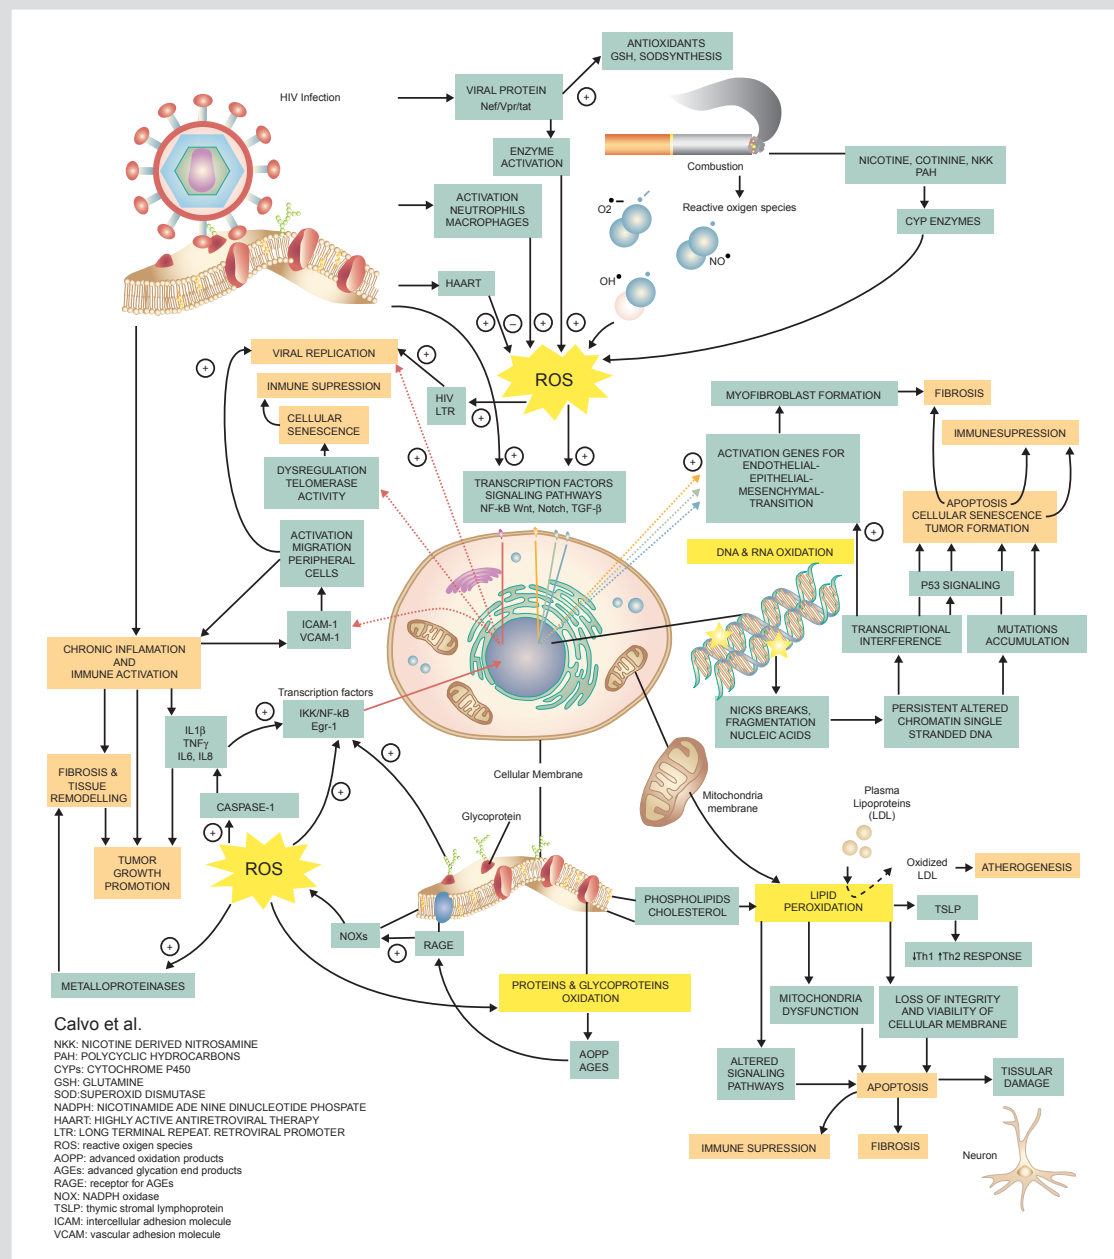 ANTIOXIDANTS
GSH, SODSYNTHESIS
HIV Infection
VIRAL PROTEIN
Nef/Vpr/tat
+
ENZYME
ACTIVATION
Combustion
NICOTINE, COTININE, NKK
PAH
ACTIVATION
NEUTROPHILS
MACROPHAGES
O2
Reactive oxigen species
CYP ENZYMES
NO
HAART
OH
+
–
+
+
VIRAL REPLICATION
+
+
ROS
INMUNE SUPRESSION
HIV
LTR
+
MYOFIBROBLAST FORMATION
FIBROSIS
CELLULAR
SENESCENCE
IMMUNESUPRESSION
+
+
+
+
DYSREGULATION
TELOMERASE
ACTIVITY
TRANSCRIPTION FACTORS
SIGNALING PATHWAYS
NF-kB Wnt, Notch, TGF-β
ACTIVATION GENES FOR
ENDOTHELIAL-
EPITHELIAL-
MESENCHYMAL-
TRANSITION
APOPTOSIS
CELLULAR SENESCENCE
TUMOR FORMATION
+
ACTIVATION
MIGRATION
PERIPHERAL
CELLS
DNA & RNA OXIDATION
P53 SIGNALING
ICAM-1
VCAM-1
TRANSCRIPTIONAL
INTERFERENCE
MUTATIONS
ACCUMULATION
CHRONIC INFLAMATION
AND
IMMUNE ACTIVATION
Transcription factors
IKK/NF-kB
Egr-1
+
NICKS BREAKS,
FRAGMENTATION
NUCLEIC ACIDS
PERSISTENT ALTERED
CHROMATIN SINGLE
STRANDED DNA
IL1β
TNFγ
IL6, IL8
+
FIBROSIS &
TISSUE
REMODELLING
Cellular Membrane
+
Mitochondria
membrane
Plasma
Lipoproteins
(LDL)
CASPASE-1
+
Glycoprotein
TUMOR
GROWTH
PROMOTION
ROS
Oxidized
LDL
ATHEROGENESIS
PHOSPHOLIPIDS
CHOLESTEROL
LIPID
PEROXIDATION
TSLP
NOXs
+
RAGE
+
↓Th1 ↑Th2 RESPONSE
METALLOPROTEINASES
PROTEINS & GLYCOPROTEINS
OXIDATION
MITOCHONDRIA
DYSFUNCTION
LOSS OF INTEGRITY
AND VIABILITY OF
CELLULAR MEMBRANE
AOPP
AGES
ALTERED
SIGNALING
PATHWAYS
APOPTOSIS
TISSULAR
DAMAGE
IMMUNE SUPRESSION
FIBROSIS
Neuron
Calvo et al.
NKK: NICOTINE DERIVED NITROSAMINE
PAH: POLYCYCLIC HYDROCARBONS
CYPs: CYTOCHROME P450
GSH: GLUTAMINE
SOD:SUPEROXID DISMUTASE
NADPH: NICOTINAMIDE ADE NINE DINUCLEOTIDE PHOSPATE
HAART: HIGHLY ACTIVE ANTIRETROVIRAL THERAPY
LTR: LONG TERMINAL REPEAT. RETROVIRAL PROMOTER
ROS: reactive oxigen species
AOPP: advanced oxidation products
AGEs: advanced glycation end products
RAGE: receptor for AGEs
NOX: NADPH oxidase
TSLP: thymic stromal lymphoprotein
ICAM: intercellular adhesion molecule
VCAM: vascular adhesion molecule